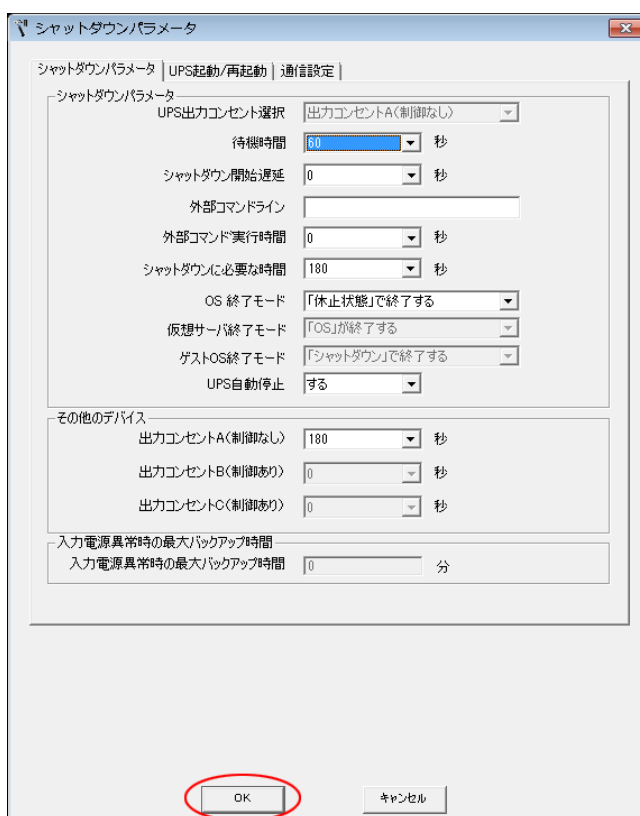 シャットダウンパラメータ
シャットダウンパラメータ UPS起動/再起動 通信設定
シャットダウンパラメータ
UPS出力コンセント選択 出力コンセントA(制御なし)
待機時間 60 秒
シャットダウン開始遅延 0 秒
外部コマンドライン
外部コマンド実行時間 0 秒
シャットダウンに必要な時間 180 秒
OS 終了モード 「休止状態」で終了する
仮想サーバ終了モード 「OS」が終了する
ゲストOS終了モード 「シャットダウン」で終了する
UPS自動停止 する
その他のデバイス
出力コンセントA(制御なし) 180 秒
出力コンセントB(制御あり) 0 秒
出力コンセントC(制御あり) 0 秒
入力電源異常時の最大バックアップ時間
入力電源異常時の最大バックアップ時間 0 分
OK キャンセル